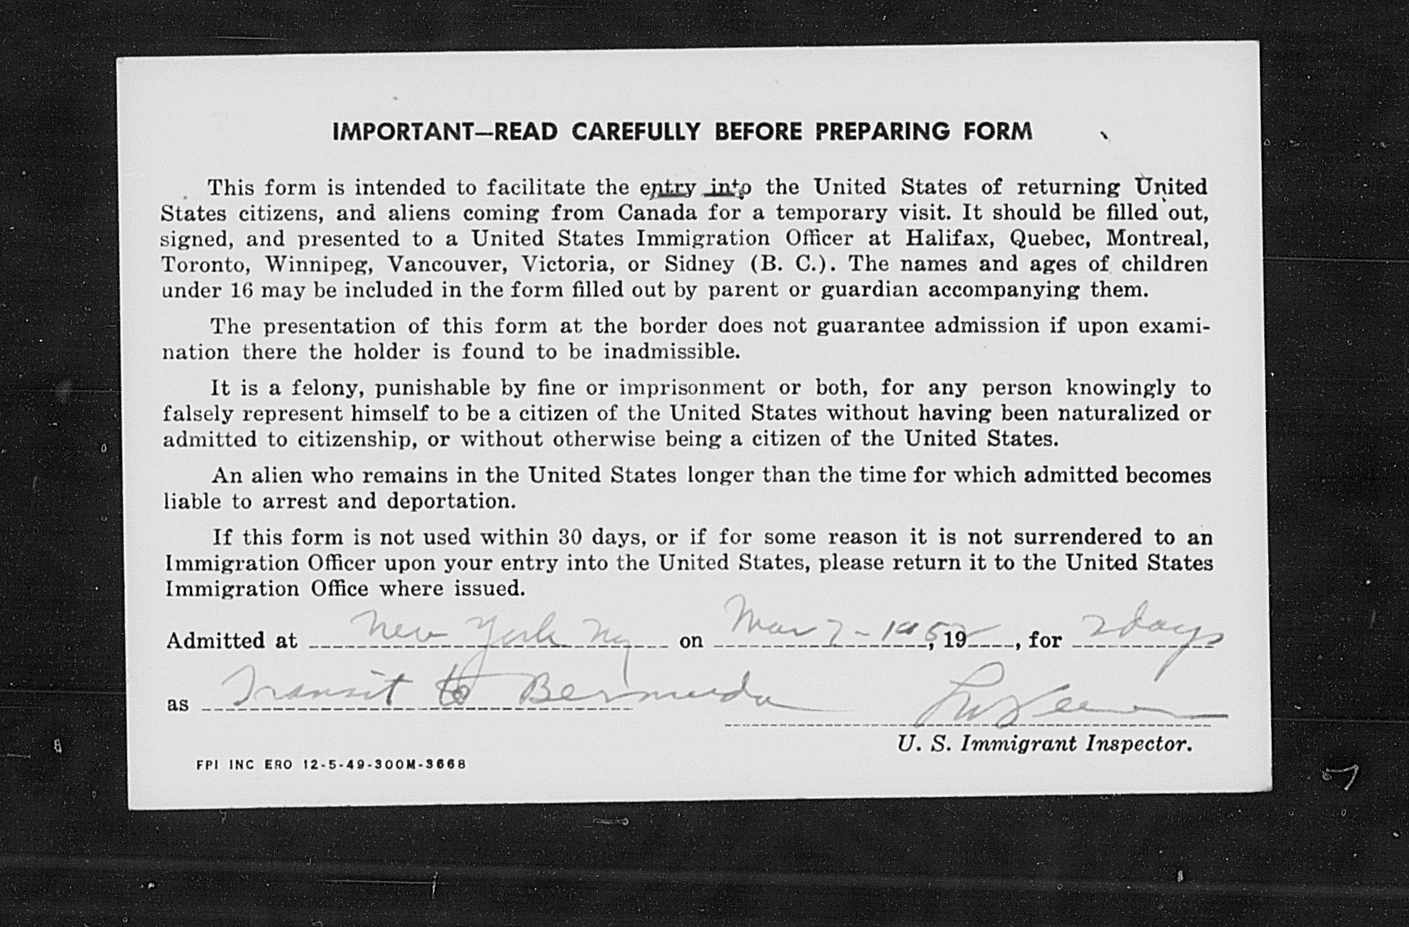 IMPORTANT—READ CAREFULLY BEFORE PREPARING FORM
This form is intended to facilitate the entry into the United States of returning United
States citizens, and aliens coming from Canada for a temporary visit. It should be filled out,
signed, and presented to a United States Immigration Officer at Halifax, Quebec, Montreal,
Toronto, Winnipeg, Vancouver, Victoria, or Sidney (B. C.). The names and ages of children
under 16 may be included in the form filled out by parent or guardian accompanying them.
The presentation of this form at the border does not guarantee admission if upon exami-
nation there the holder is found to be inadmissible.
It is a felony, punishable by fine or imprisonment or both, for any person knowingly to
falsely represent himself to be a citizen of the United States without having been naturalized or
admitted to citizenship, or without otherwise being a citizen of the United States.
An alien who remains in the United States longer than the time for which admitted becomes
liable to arrest and deportation.
If this form is not used within 30 days, or if for some reason it is not surrendered to an
Immigration Officer upon your entry into the United States, please return it to the United States
Immigration Office where issued.
Admitted at New York Ny on Mar 7 - 1952, 19, for 2 days
as Transit to Bermuda
U. S. Immigrant Inspector.
FPI INC ERO 12-5-49-300M-3668